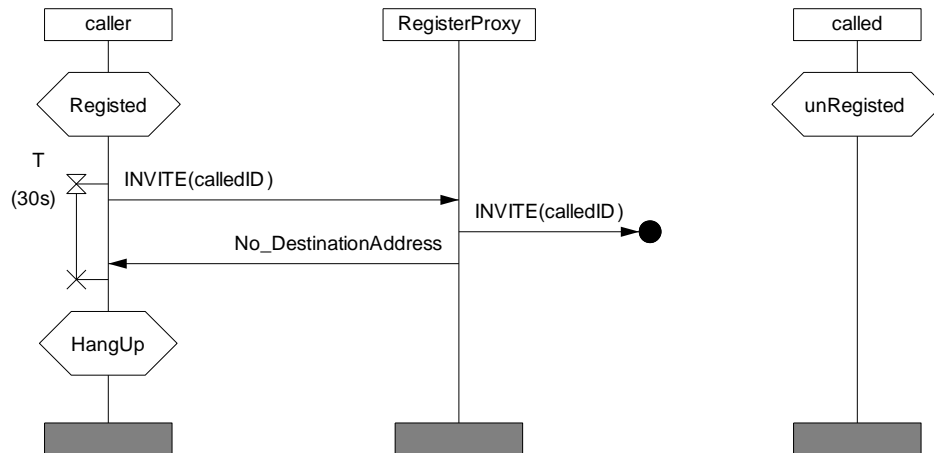 caller
RegisterProxy
called
Registed
unRegisted
T
(30s)
INVITE(calledID)
INVITE(calledID)
No_DestinationAddress
HangUp